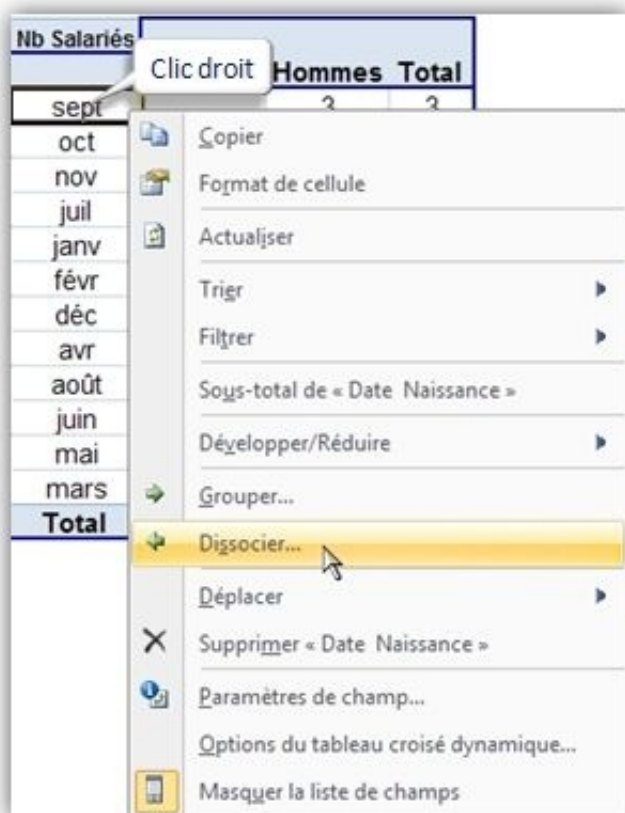 Nb Salariés
Clic droit Hommes Total
sept 3 3
oct
nov
juil
janv
févr
déc
avr
août
juin
mai
mars
Total
Copier
Format de cellule
Actualiser
Trier
Filtrer
Sous-total de « Date Naissance »
Développer/Réduire
Grouper...
Dissocier...
Déplacer
Supprimer « Date Naissance »
Paramètres de champ...
Options du tableau croisé dynamique...
Masquer la liste de champs